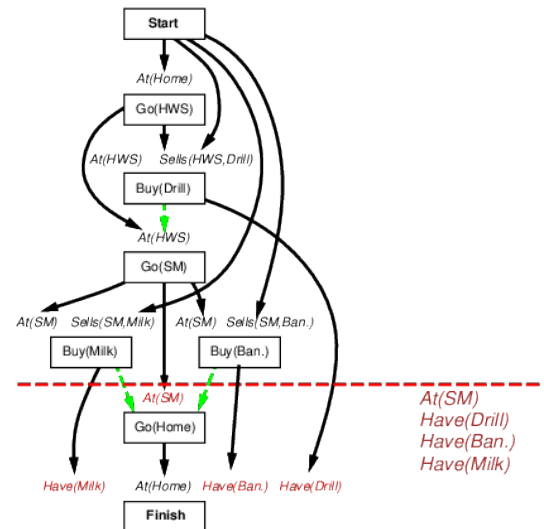 Start
At(Home)
Go(HWS)
At(HWS) Sells(HWS,Drill)
Buy(Drill)
At(HWS)
Go(SM)
At(SM) Sells(SM,Milk) At(SM) Sells(SM,Ban.)
Buy(Milk) Buy(Ban.)
At(SM)
Go(Home)
Have(Milk) At(Home) Have(Ban.) Have(Drill)
Finish
At(SM)
Have(Drill)
Have(Ban.)
Have(Milk)